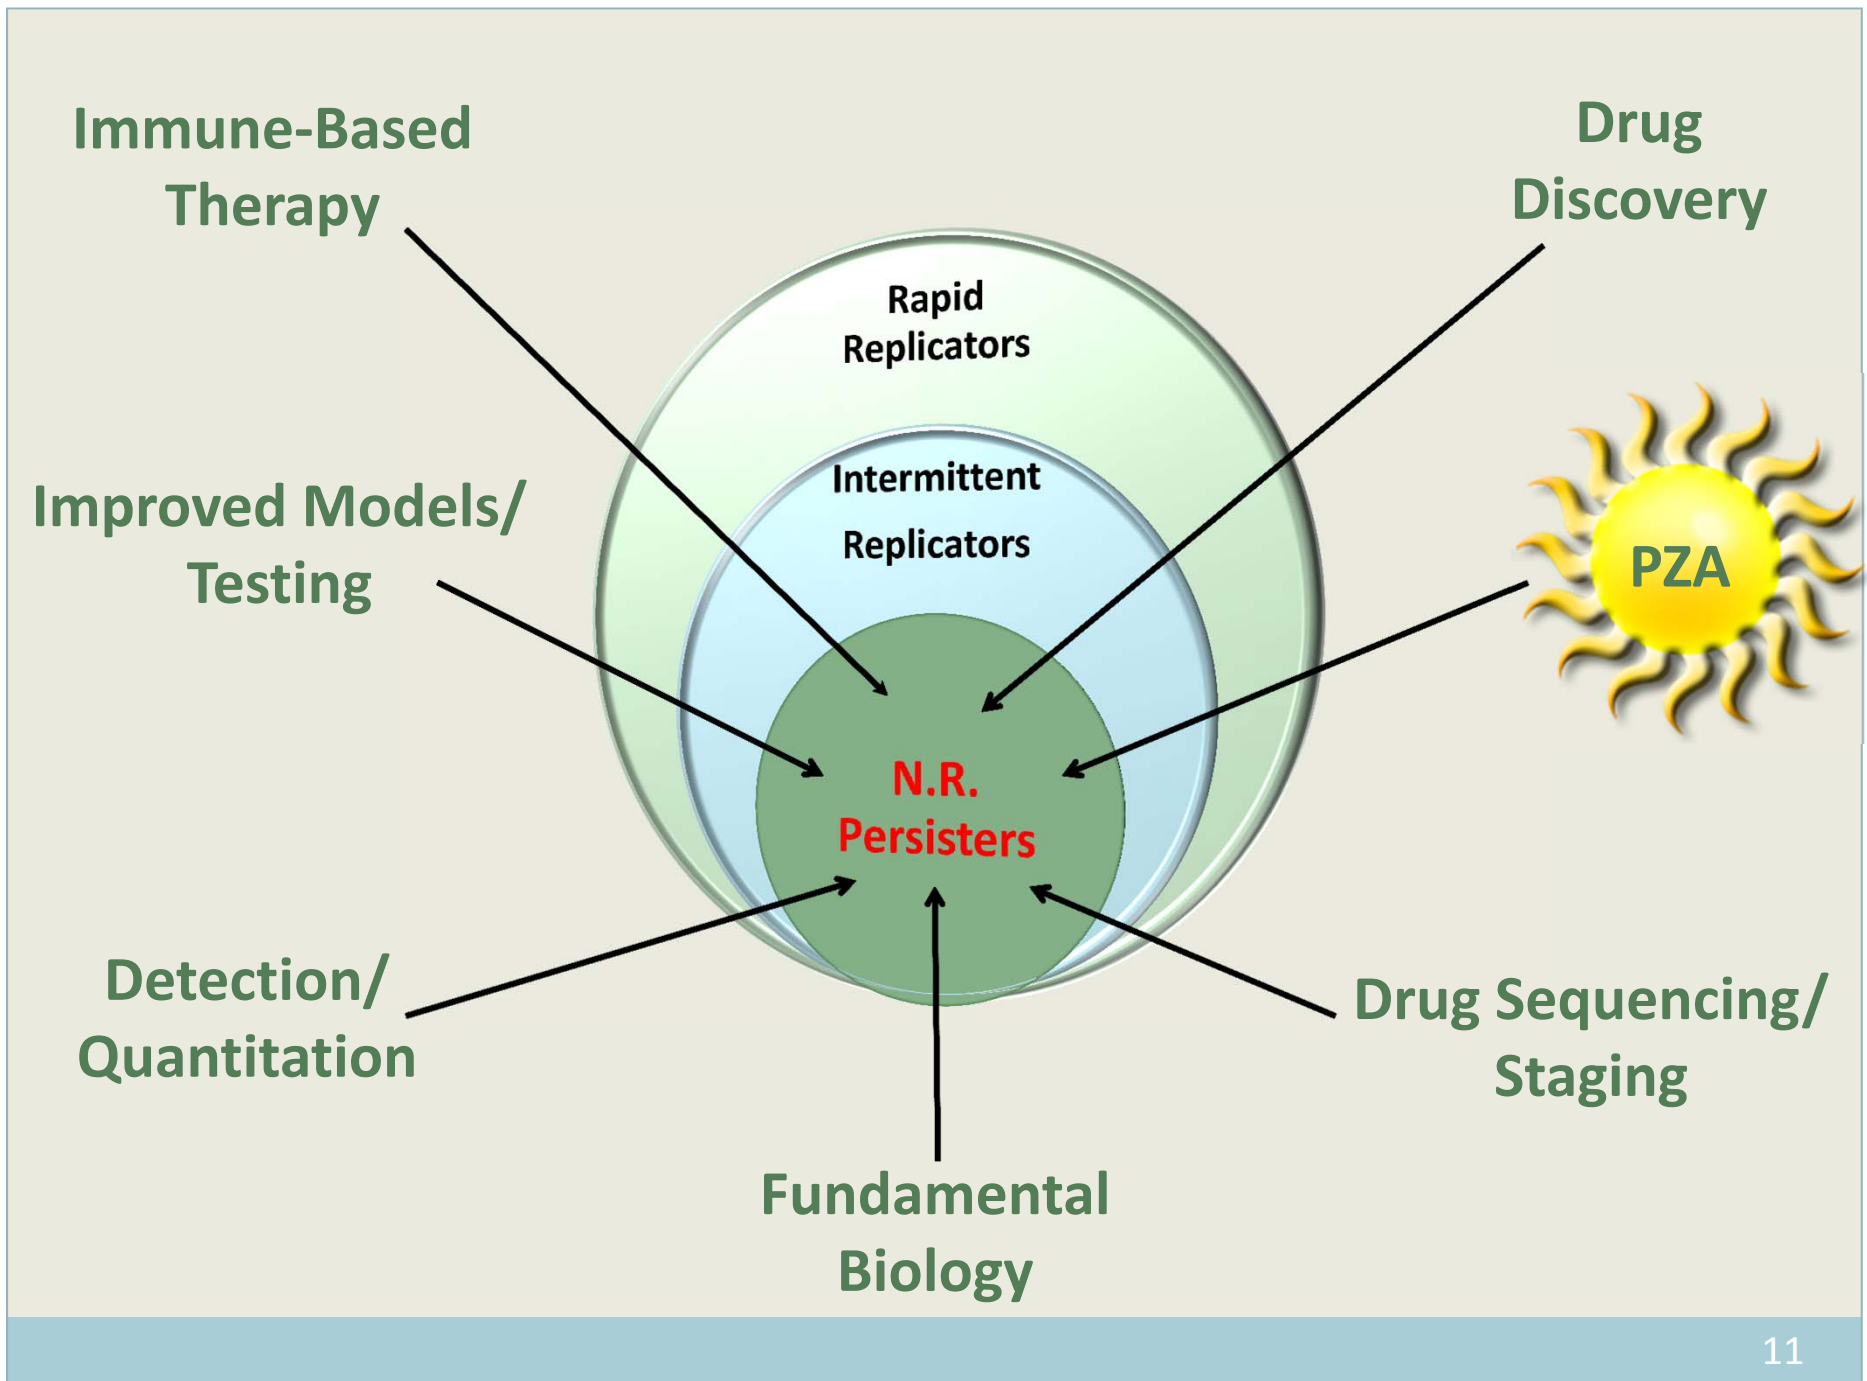 Immune-Based
Therapy
Drug
Discovery
Rapid
Replicators
Intermittent
Replicators
Improved Models/
Testing
PZA
N.R.
Persisters
Detection/
Quantitation
Drug Sequencing/
Staging
Fundamental
Biology
11